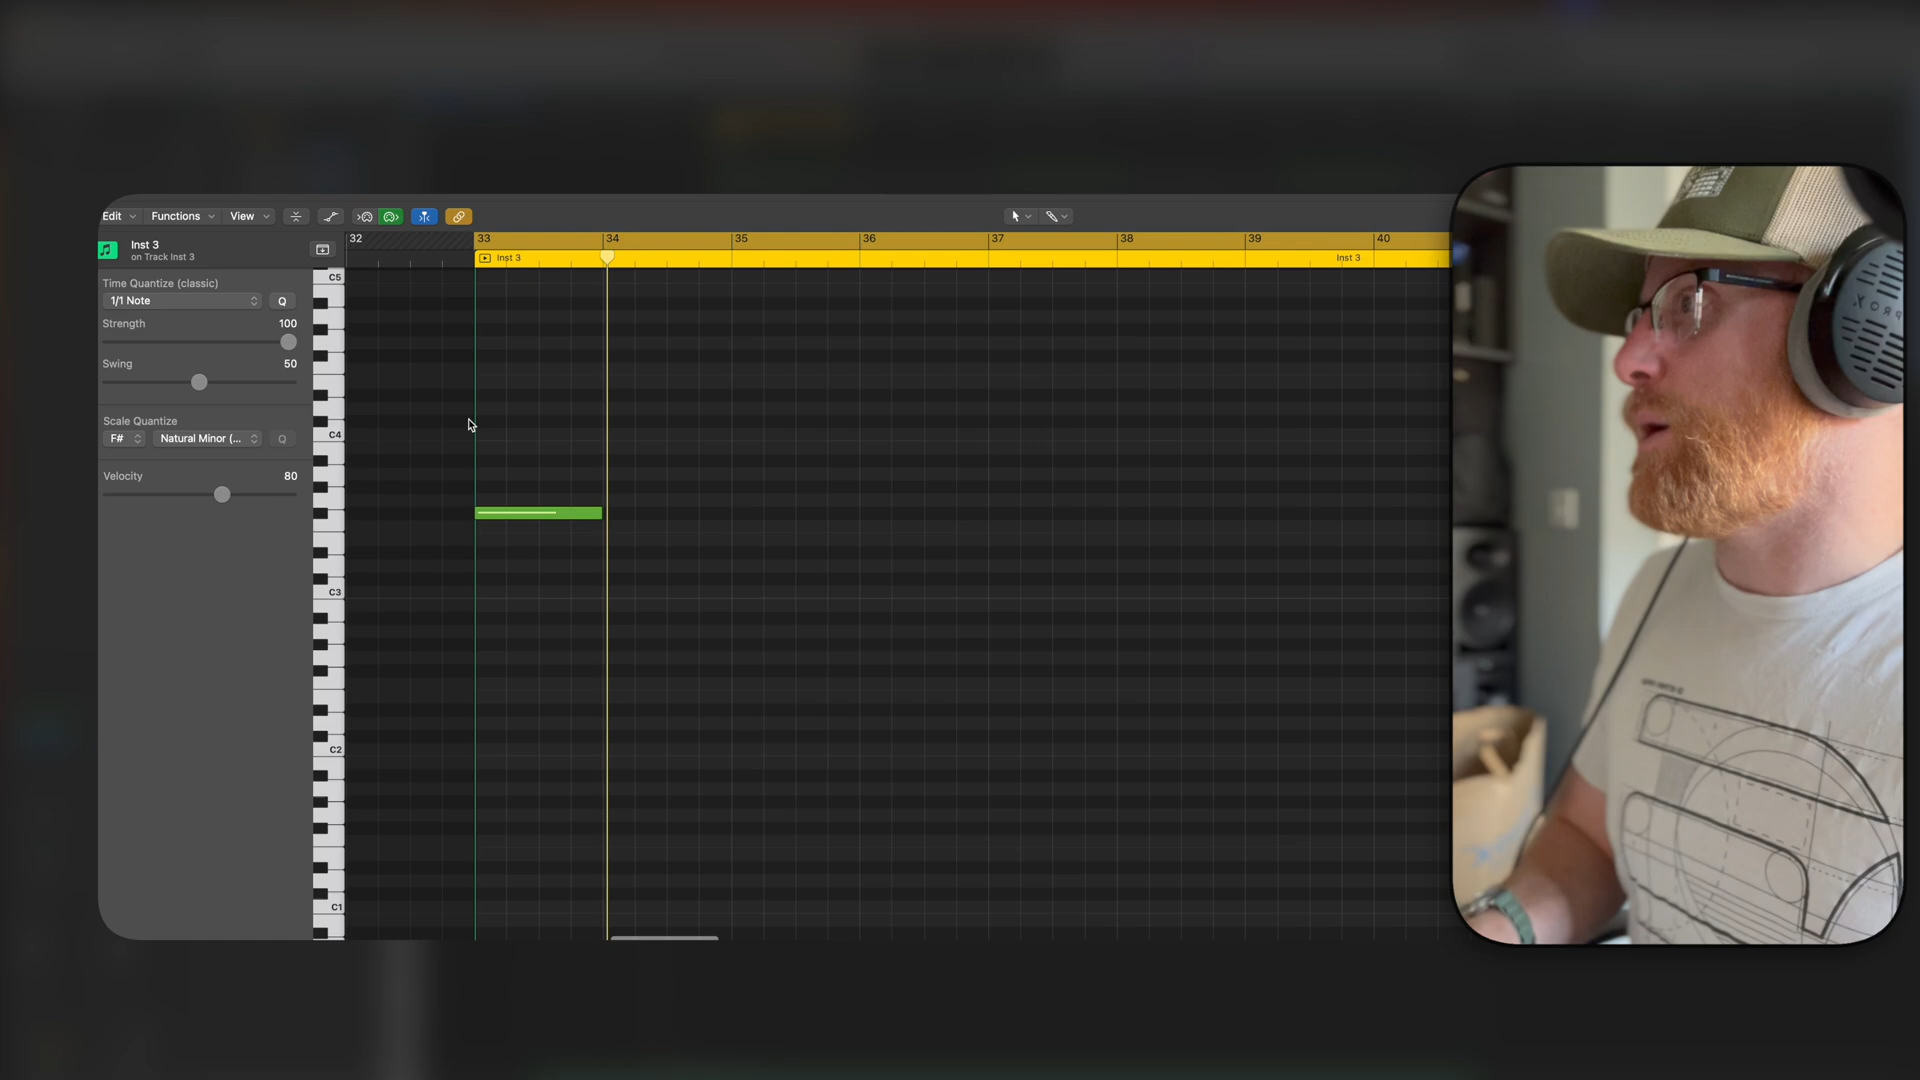 Edit
Functions
View
Inst 3
on Track Inst 3
32
33
34
35
36
37
38
39
40
Inst 3
Inst 3
Time Quantize (classic)
1/1 Note
Q
Strength
100
Swing
50
Scale Quantize
F#
Natural Minor (...
Q
Velocity
80
C5
C4
C3
C2
C1